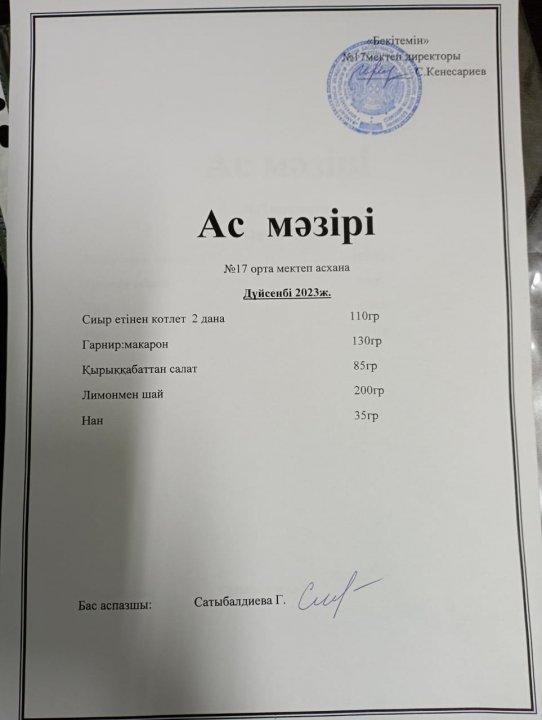 «Бекітемін»
№17мектеп директоры
С.Кенесариев
Ас мәзірі
№17 орта мектеп асхана
Дүйсенбі 2023ж.
Сиыр етінен котлет 2 дана 110гр
Гарнир:макарон 130гр
Қырыққабаттан салат 85гр
Лимонмен шай 200гр
Нан 35гр
Бас аспазшы: Сатыбалдиева Г.